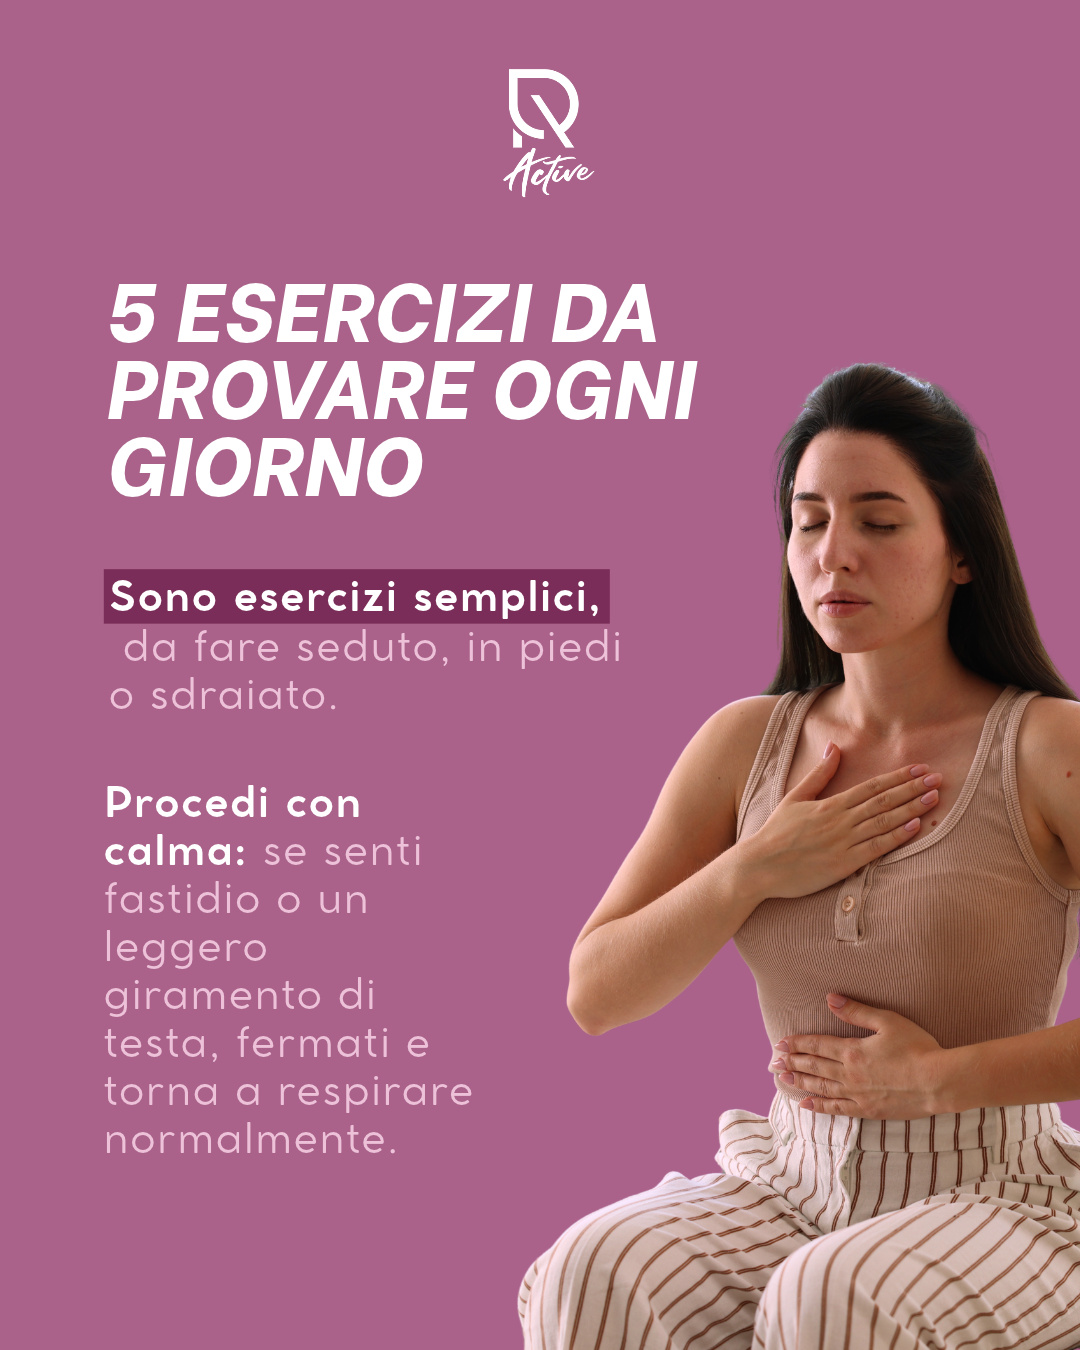 Active
5 ESERCIZI DA
PROVARE OGNI
GIORNO
Sono esercizi semplici,
da fare seduto, in piedi
o sdraiato.
Procedi con
calma: se senti
fastidio o un
leggero
giramento di
testa, fermati e
torna a respirare
normalmente.